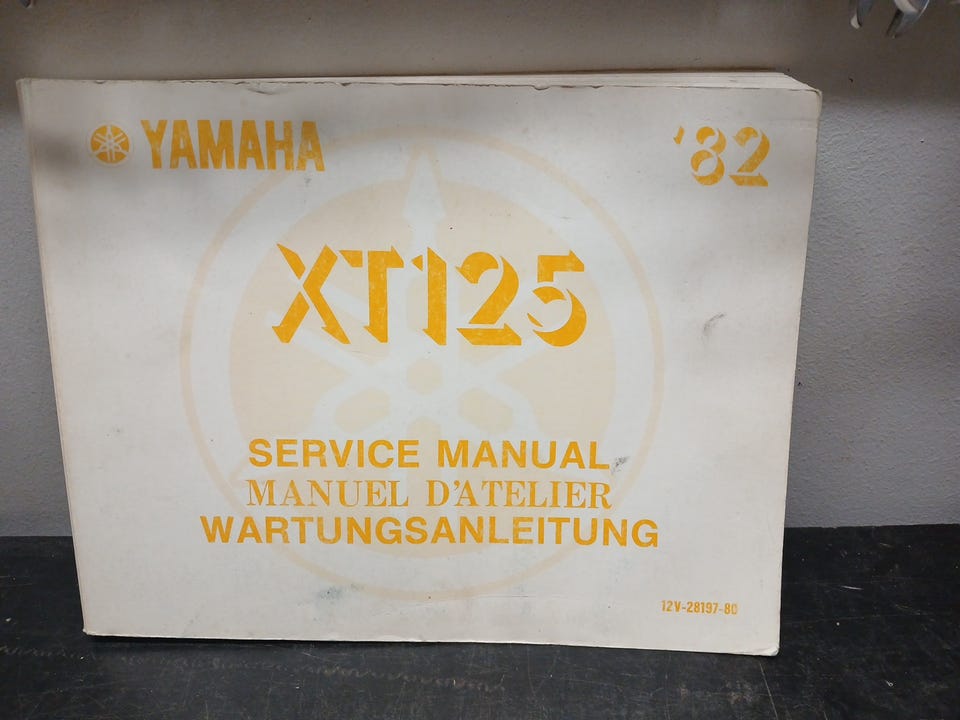 YAMAHA '82
XT125
SERVICE MANUAL
MANUEL D'ATELIER
WARTUNGSANLEITUNG
12V-28197-80